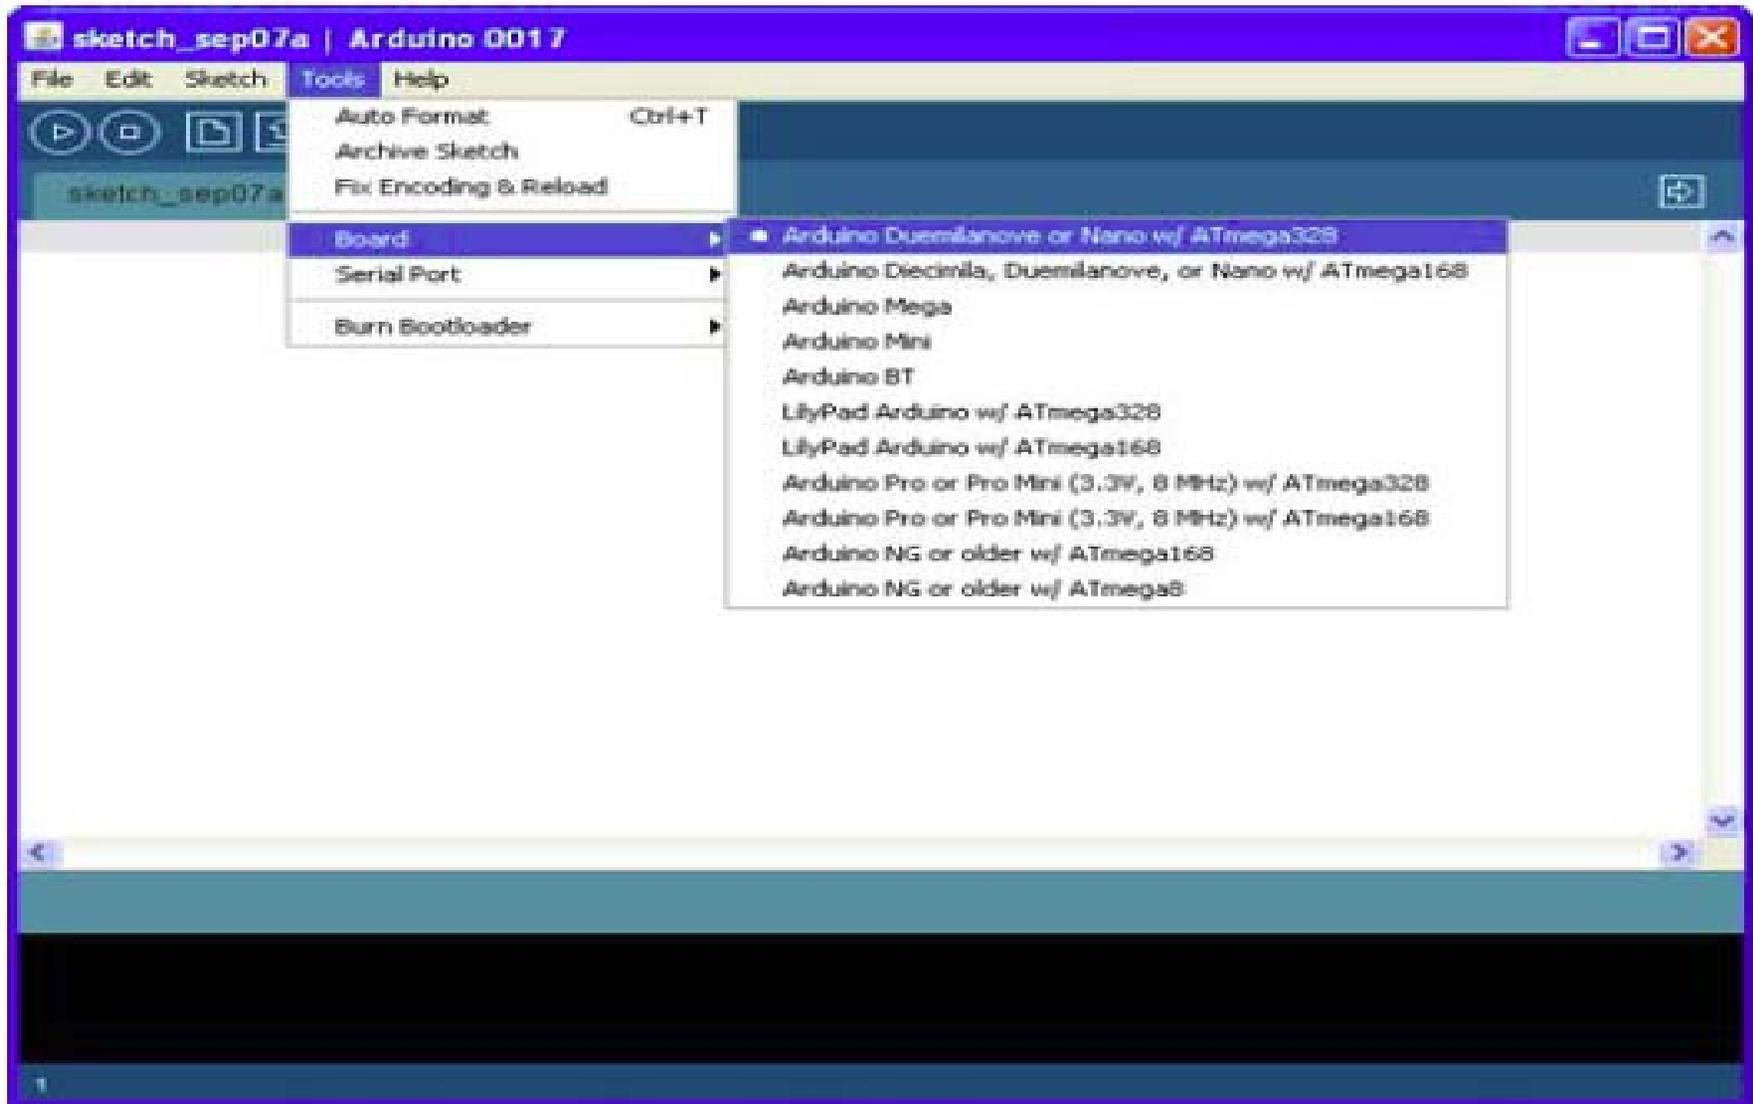 sketch_sep07a | Arduino 0017
File Edit Sketch Tools Help
Auto Format Ctrl+T
Archive Sketch
Fix Encoding & Reload
sketch_sep07a
Board
Serial Port
Burn Bootloader
Arduino Duemilanove or Nano w/ ATmega328
Arduino Diecimila, Duemilanove, or Nano w/ ATmega168
Arduino Mega
Arduino Mini
Arduino BT
LilyPad Arduino w/ ATmega328
LilyPad Arduino w/ ATmega168
Arduino Pro or Pro Mini (3.3V, 8 MHz) w/ ATmega328
Arduino Pro or Pro Mini (3.3V, 8 MHz) w/ ATmega168
Arduino NG or older w/ ATmega168
Arduino NG or older w/ ATmega8
1